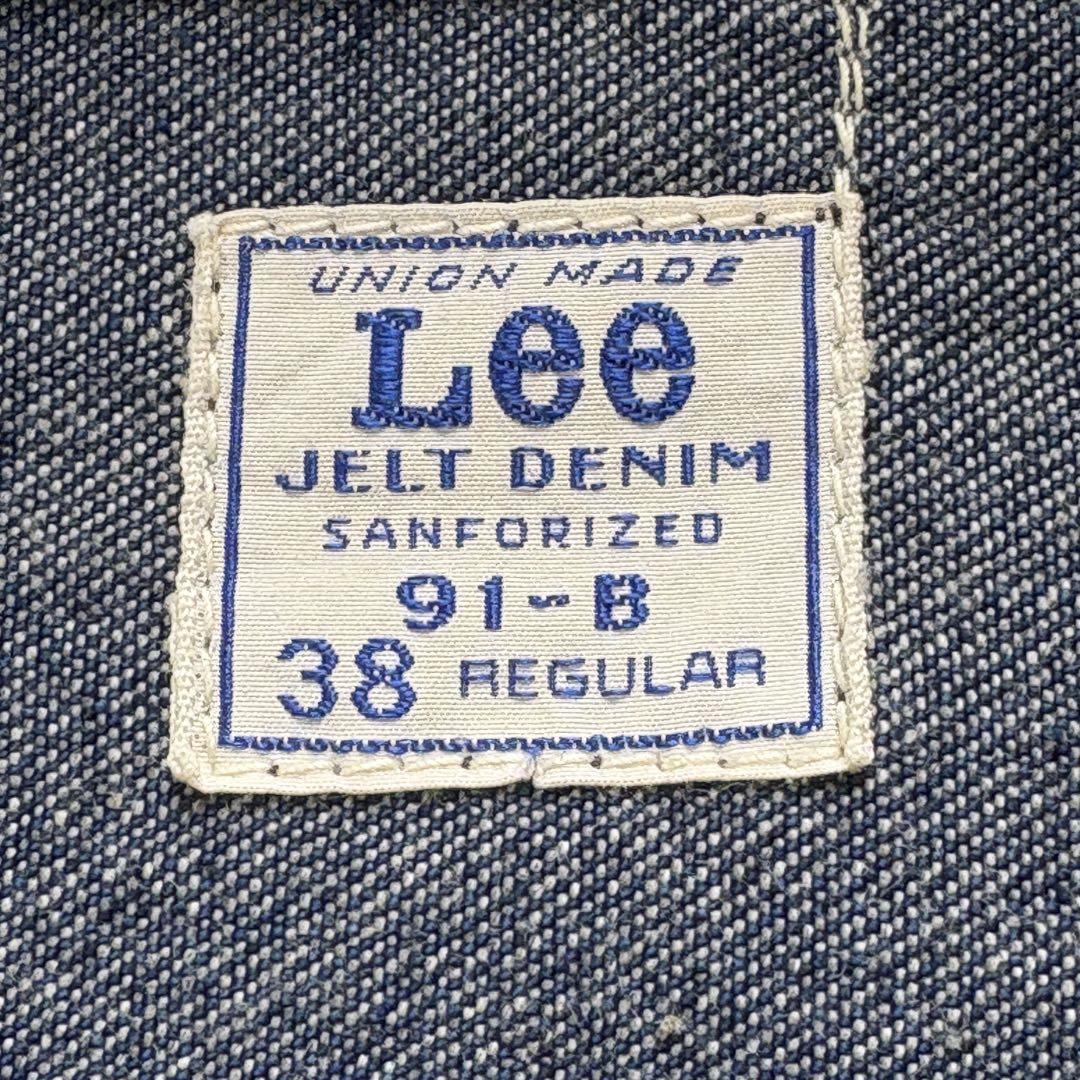 UNION MADE
Lee
JELT DENIM
SANFORIZED
91-B
38 REGULAR